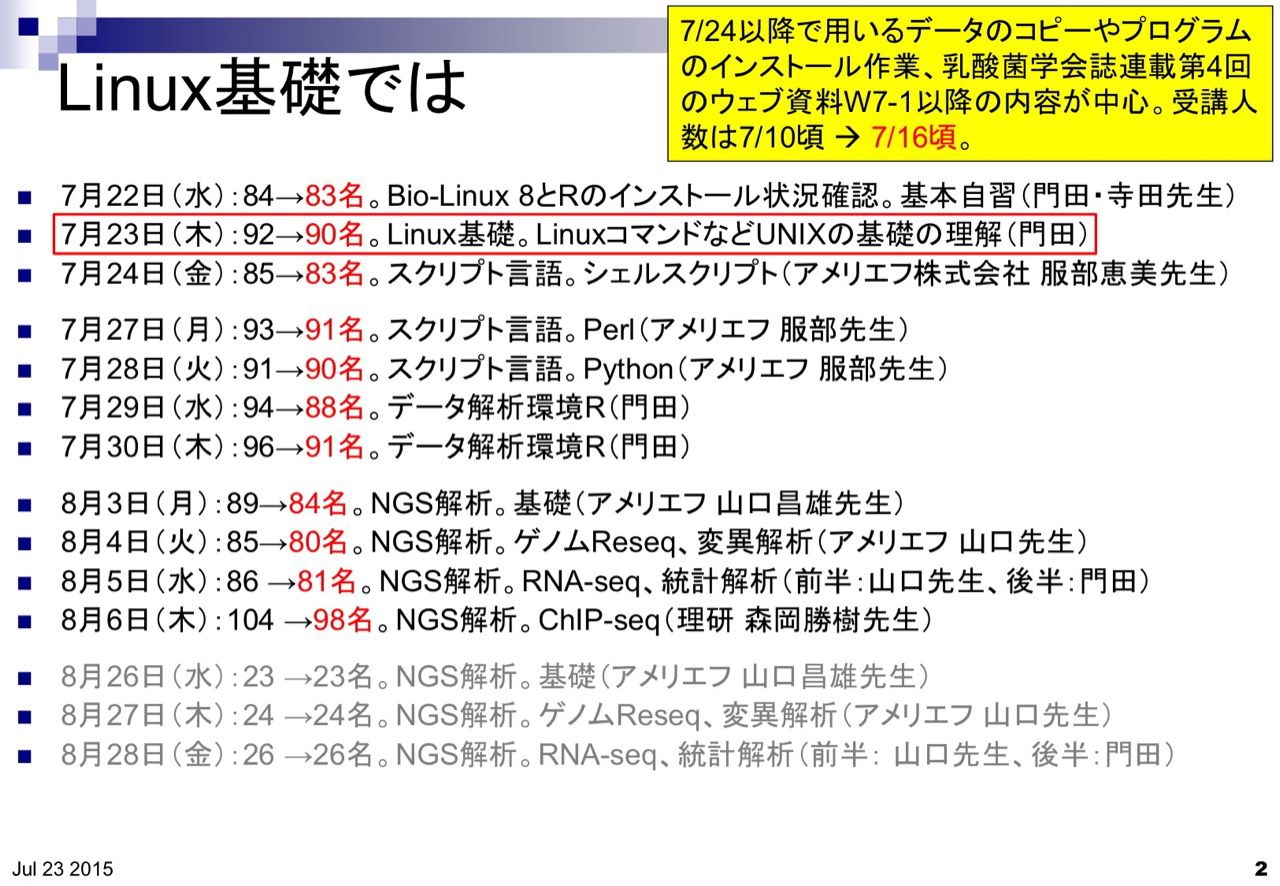 Linux基礎では
7/24以降で用いるデータのコピーやプログラム
のインストール作業、乳酸菌学会誌連載第4回
のウェブ資料W7-1以降の内容が中心。受講人
数は7/10頃 → 7/16頃。
7月22日（水）：84→83名。Bio-Linux 8とRのインストール状況確認。基本自習（門田・寺田先生）
7月23日（木）：92→90名。Linux基礎。LinuxコマンドなどUNIXの基礎の理解（門田）
7月24日（金）：85→83名。スクリプト言語。シェルスクリプト（アメリエフ株式会社 服部恵美先生）
7月27日（月）：93→91名。スクリプト言語。Perl（アメリエフ 服部先生）
7月28日（火）：91→90名。スクリプト言語。Python（アメリエフ 服部先生）
7月29日（水）：94→88名。データ解析環境R（門田）
7月30日（木）：96→91名。データ解析環境R（門田）
8月3日（月）：89→84名。NGS解析。基礎（アメリエフ 山口昌雄先生）
8月4日（火）：85→80名。NGS解析。ゲノムReseq、変異解析（アメリエフ 山口先生）
8月5日（水）：86 →81名。NGS解析。RNA-seq、統計解析（前半：山口先生、後半：門田）
8月6日（木）：104 →98名。NGS解析。ChIP-seq（理研 森岡勝樹先生）
8月26日（水）：23 →23名。NGS解析。基礎（アメリエフ 山口昌雄先生）
8月27日（木）：24 →24名。NGS解析。ゲノムReseq、変異解析（アメリエフ 山口先生）
8月28日（金）：26 →26名。NGS解析。RNA-seq、統計解析（前半： 山口先生、後半：門田）
Jul 23 2015
2